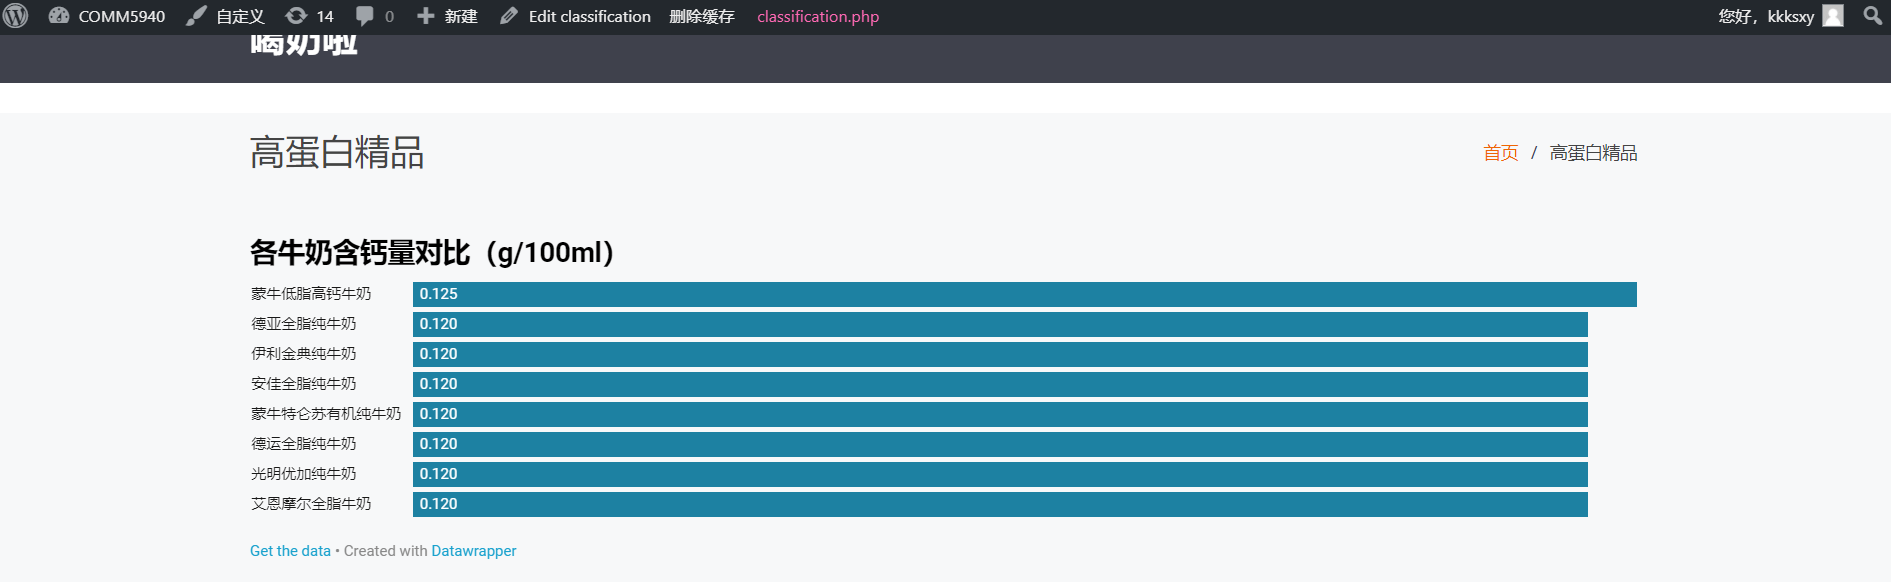 COMM5940 自定义 14 0 新建 Edit classification 删除缓存 classification.php 您好，kkksxy
喝奶啦
高蛋白精品
首页 / 高蛋白精品
各牛奶含钙量对比（g/100ml）
蒙牛低脂高钙牛奶 0.125
德亚全脂纯牛奶 0.120
伊利金典纯牛奶 0.120
安佳全脂纯牛奶 0.120
蒙牛特仑苏有机纯牛奶 0.120
德运全脂纯牛奶 0.120
光明优加纯牛奶 0.120
艾恩摩尔全脂牛奶 0.120
Get the data • Created with Datawrapper